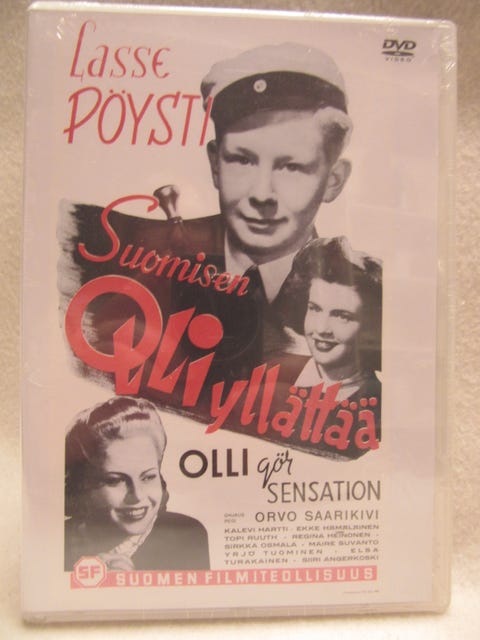 DVD
VIDEO
Lasse
PÖYSTI
Suomisen
Olli yllättää
OLLI gör
SENSATION
OHJAUS
REGI
ORVO SAARIKIVI
KALEVI HARTTI - EKKE HÄMÄLÄINEN
TOPI RUUTH - REGINA HEINONEN -
SIRKKA OSMALA - MAIRE SUVANTO
YRJÖ TUOMINEN - ELSA
TURAKAINEN - SIIRI ANGERKOSKI
SF SUOMEN FILMITEOLLISUUS